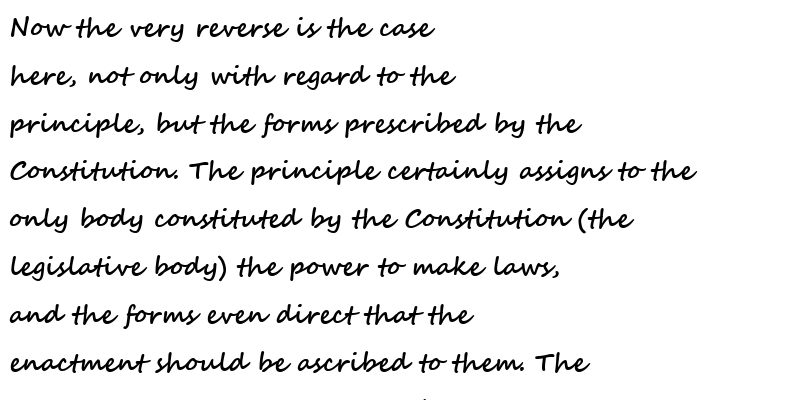 Now the very reverse is the case
here, not only with regard to the
principle, but the forms prescribed by the
Constitution. The principle certainly assigns to the
only body constituted by the Constitution (the
legislative body) the power to make laws,
and the forms even direct that the
enactment should be ascribed to them. The